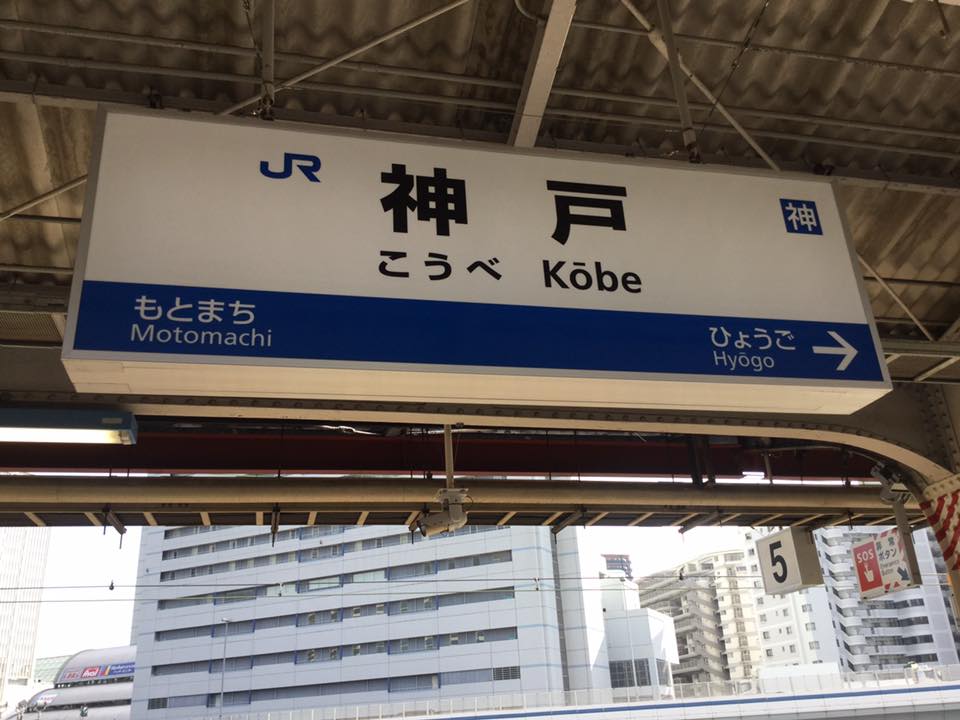 JR 神戸 神
こうべ Kōbe
もとまち
Motomachi
ひょうご
Hyōgo
5
SOS
ボタン